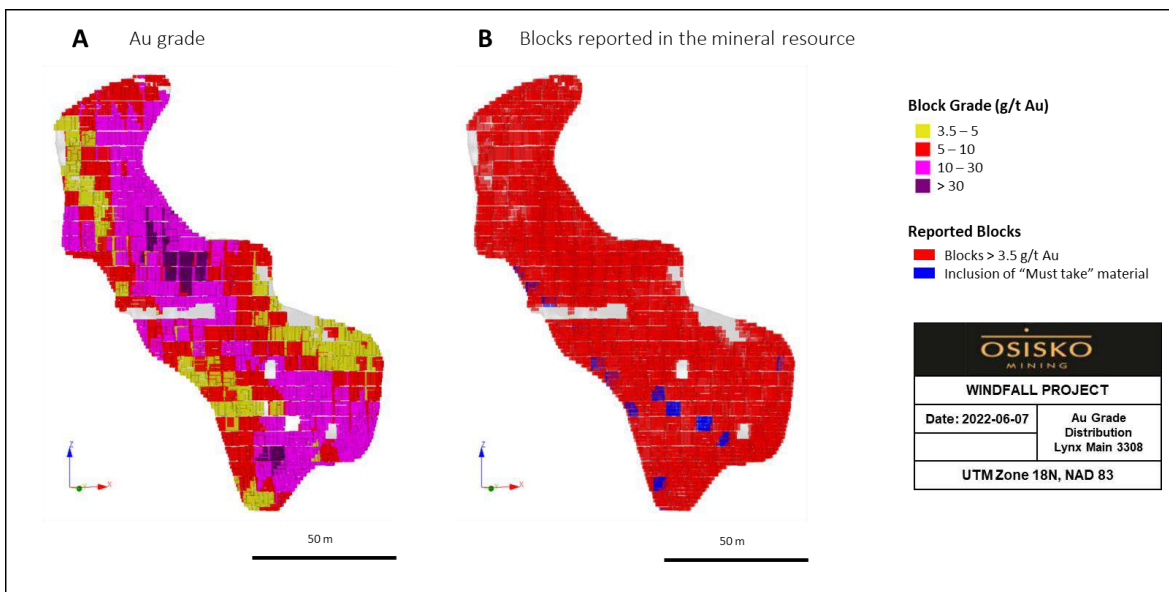 A Au grade
B Blocks reported in the mineral resource
Block Grade (g/t Au)
3.5 – 5
5 – 10
10 – 30
> 30
Reported Blocks
Blocks > 3.5 g/t Au
Inclusion of “Must take” material
OSISKO
MINING
WINDFALL PROJECT
Date: 2022-06-07
Au Grade
Distribution
Lynx Main 3308
UTM Zone 18N, NAD 83
Z
X
Z
X
50 m
50 m